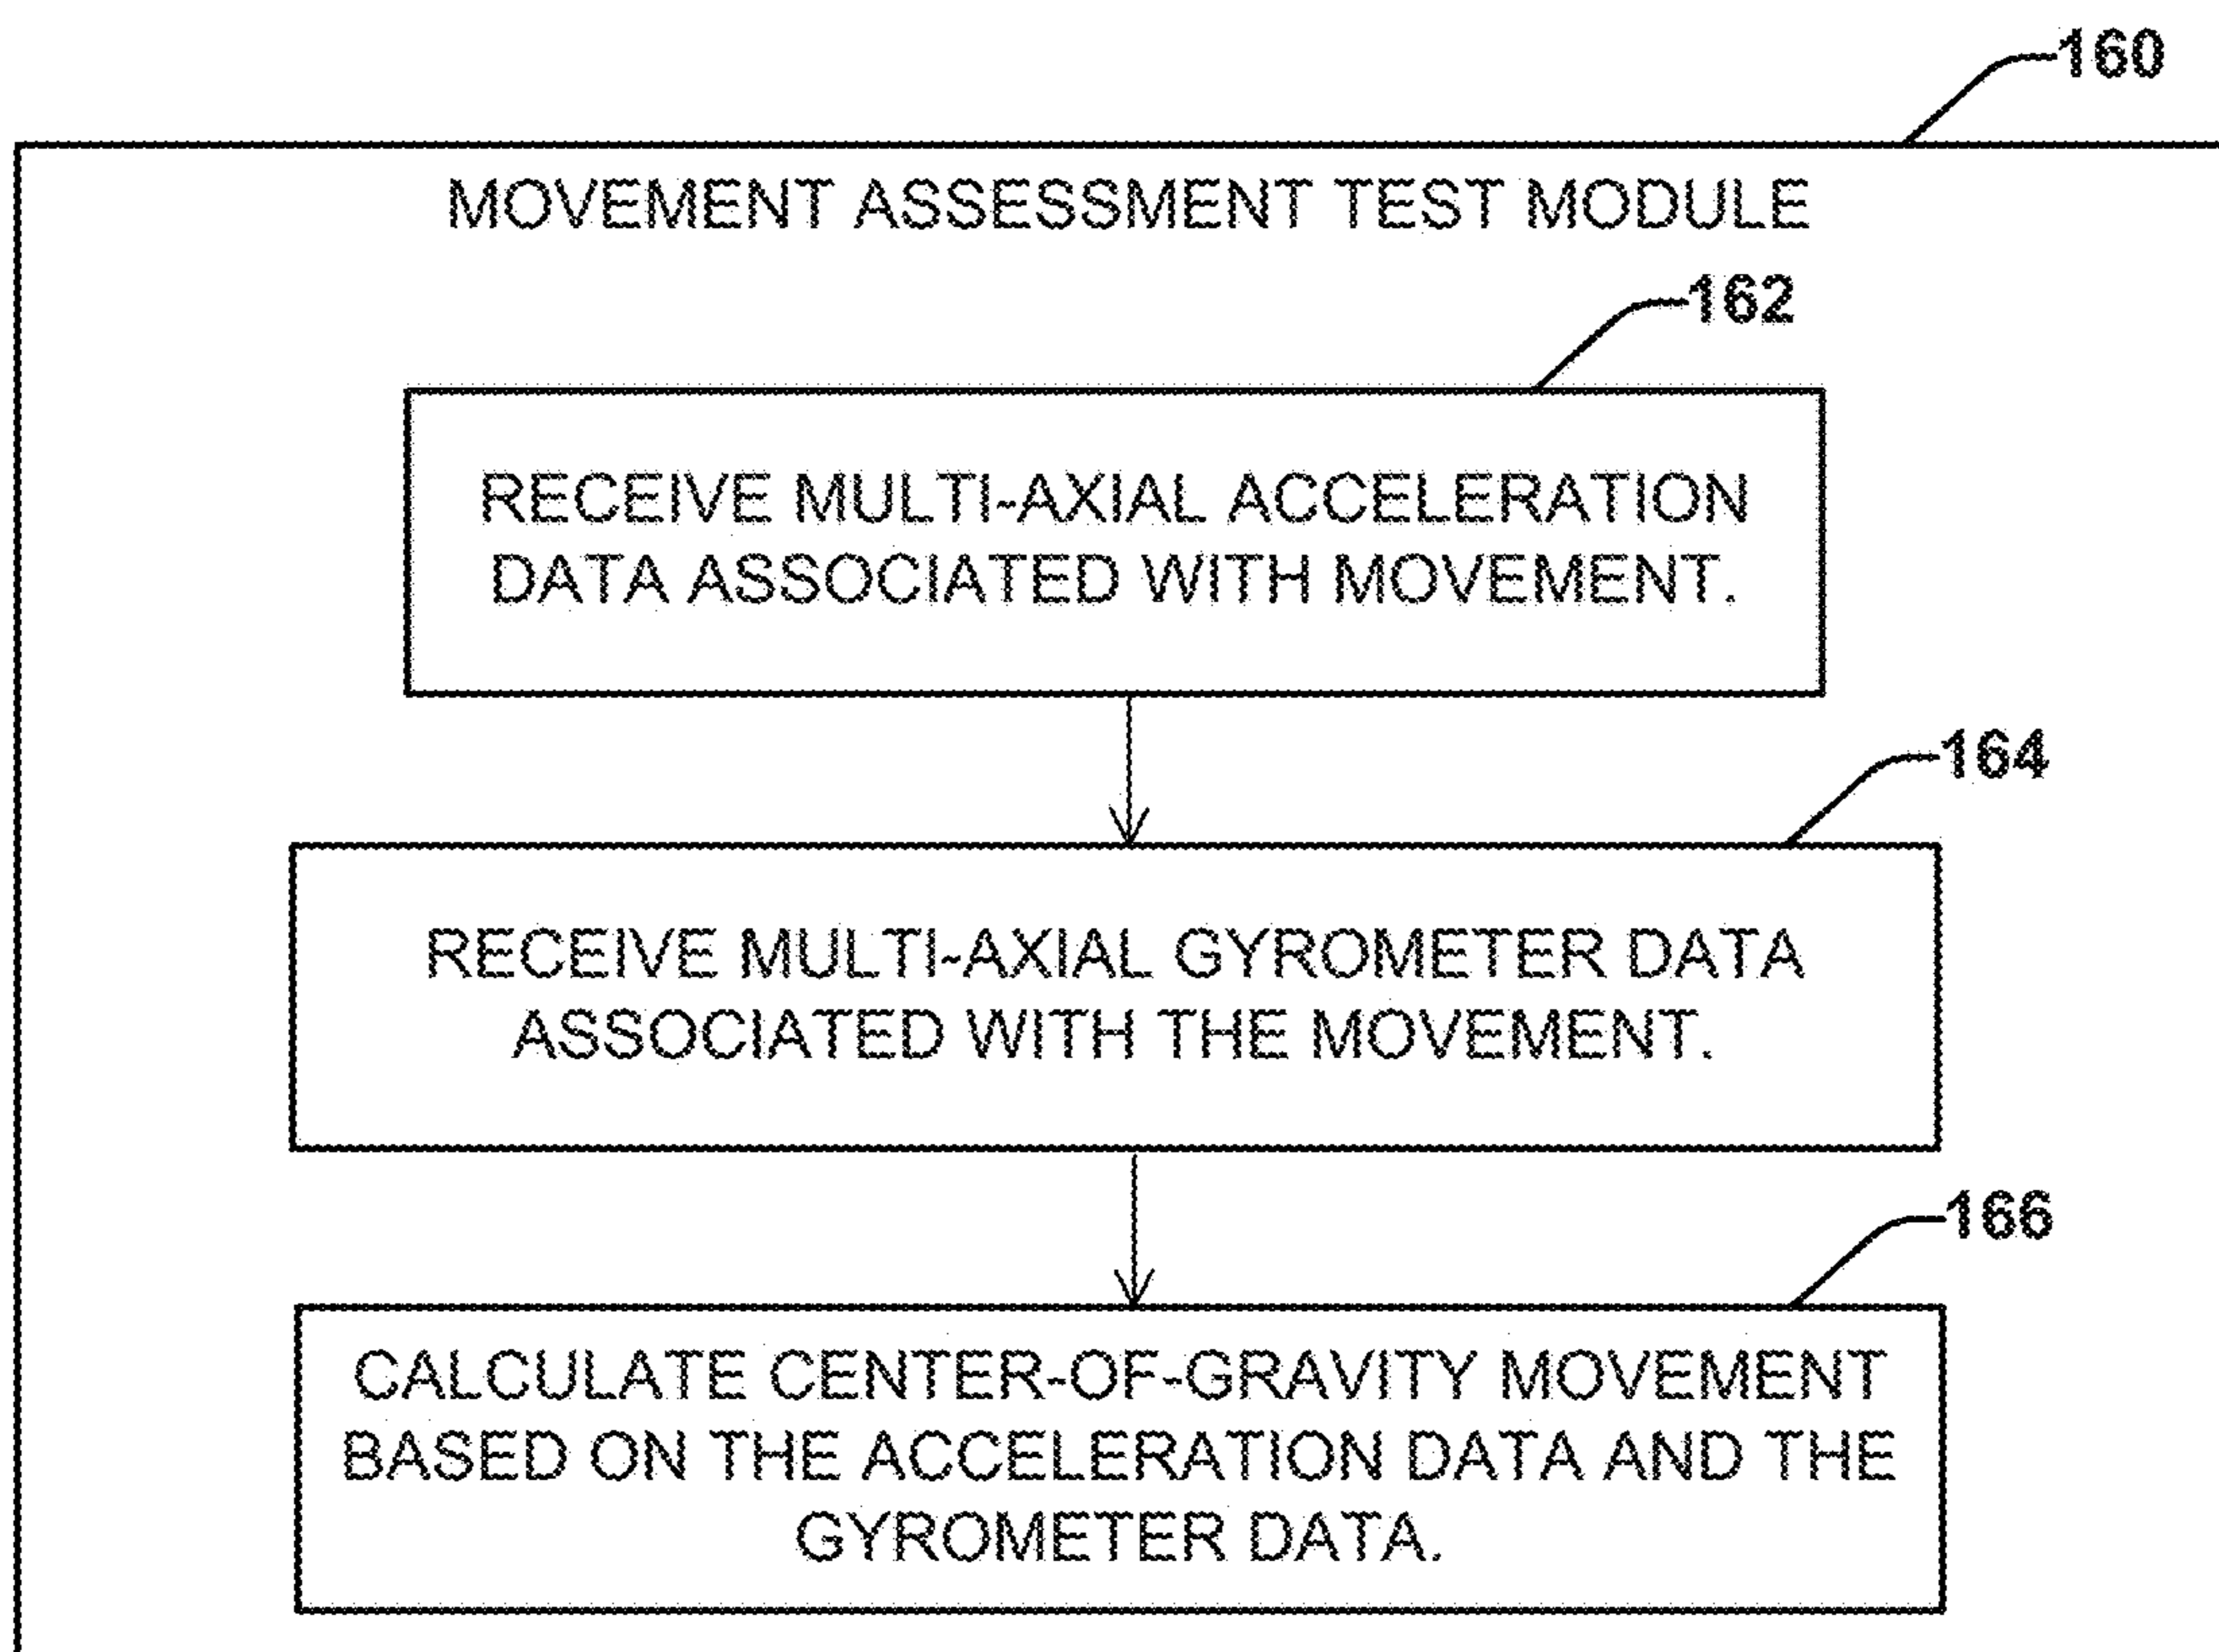 160
MOVEMENT ASSESSMENT TEST MODULE
162
RECEIVE MULTI-AXIAL ACCELERATION
DATA ASSOCIATED WITH MOVEMENT.
164
RECEIVE MULTI-AXIAL GYROMETER DATA
ASSOCIATED WITH THE MOVEMENT.
166
CALCULATE CENTER-OF-GRAVITY MOVEMENT
BASED ON THE ACCELERATION DATA AND THE
GYROMETER DATA.